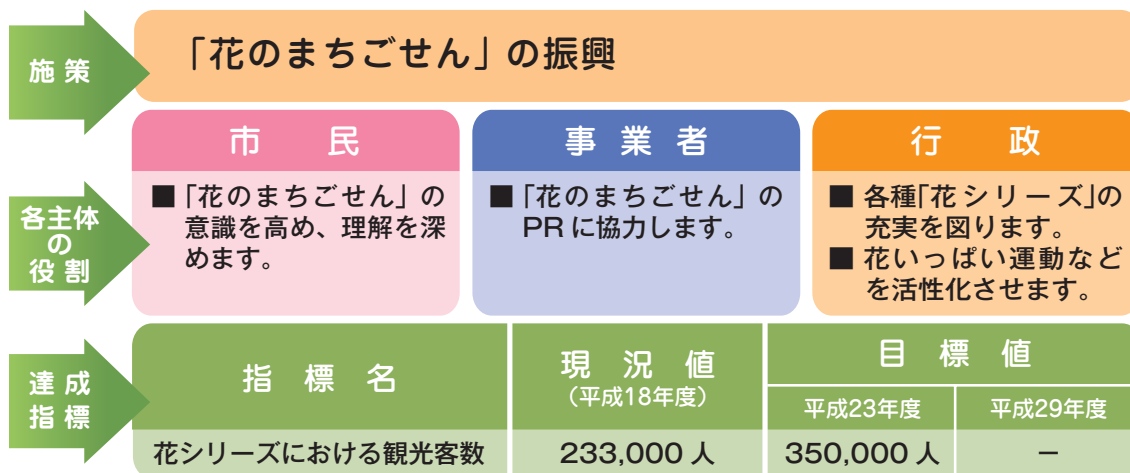 施策
「花のまちごせん」の振興
各主体
の
役割
市民
■「花のまちごせん」の
意識を高め、理解を深
めます。
事業者
■「花のまちごせん」の
PRに協力します。
行政
■各種「花シリーズ」の
充実を図ります。
■花いっぱい運動など
を活性化させます。
達成
指標
指標名
現況値
(平成18年度)
目標値
平成23年度
平成29年度
花シリーズにおける観光客数
233,000人
350,000人
−